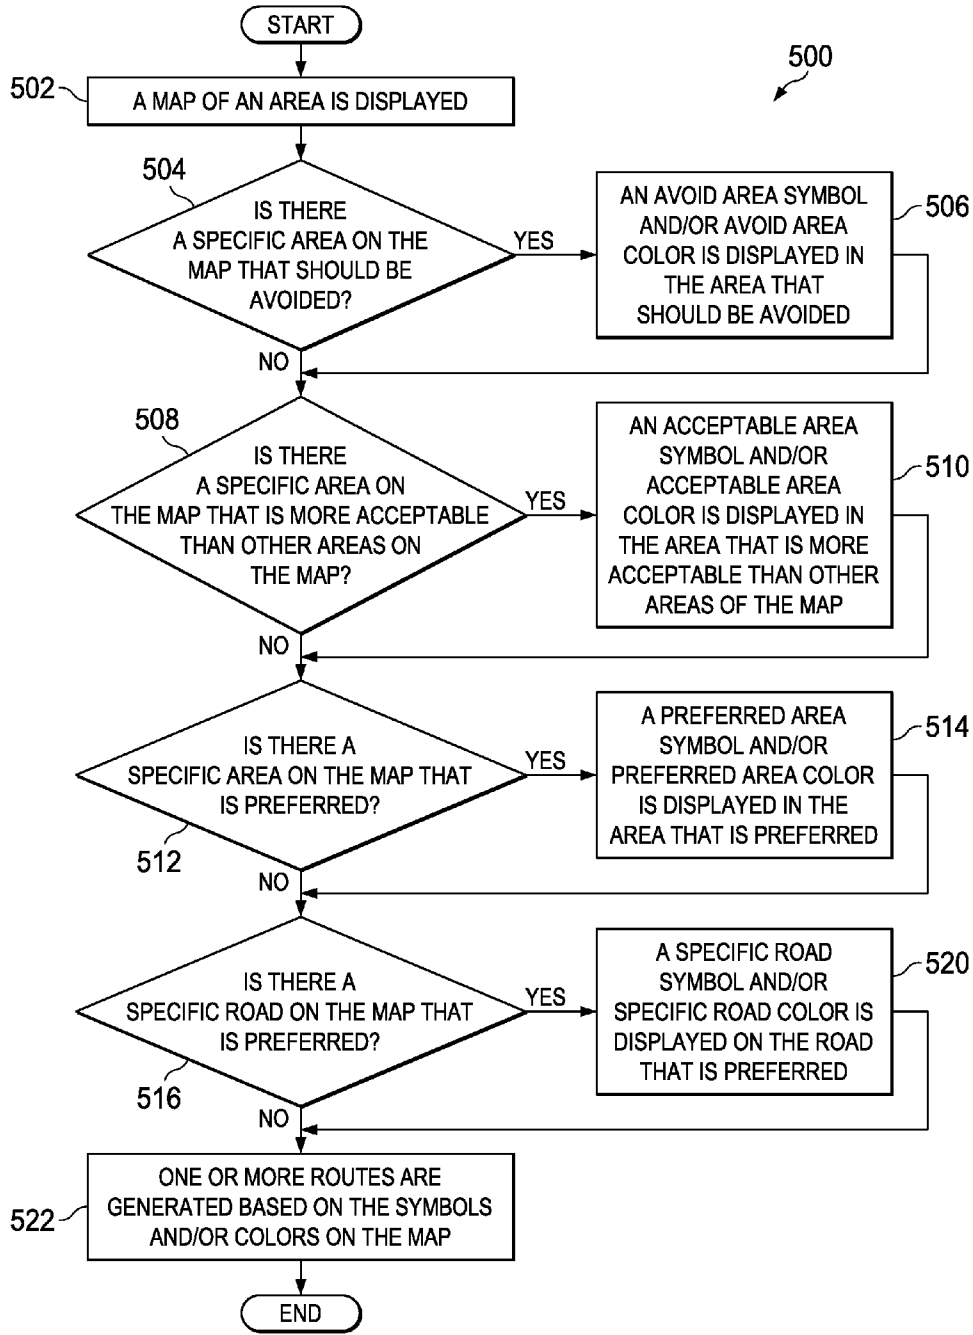 START
500
502
A MAP OF AN AREA IS DISPLAYED
504
IS THERE
A SPECIFIC AREA ON THE
MAP THAT SHOULD BE
AVOIDED?
YES
NO
AN AVOID AREA SYMBOL
AND/OR AVOID AREA
COLOR IS DISPLAYED IN
THE AREA THAT
SHOULD BE AVOIDED
506
508
IS THERE
A SPECIFIC AREA ON
THE MAP THAT IS MORE ACCEPTABLE
THAN OTHER AREAS ON
THE MAP?
YES
NO
AN ACCEPTABLE AREA
SYMBOL AND/OR
ACCEPTABLE AREA
COLOR IS DISPLAYED IN
THE AREA THAT IS MORE
ACCEPTABLE THAN OTHER
AREAS OF THE MAP
510
IS THERE A
SPECIFIC AREA ON THE MAP THAT
IS PREFERRED?
512
YES
NO
A PREFERRED AREA
SYMBOL AND/OR
PREFERRED AREA COLOR
IS DISPLAYED IN THE
AREA THAT IS PREFERRED
514
IS THERE A
SPECIFIC ROAD ON THE MAP THAT
IS PREFERRED?
516
YES
NO
A SPECIFIC ROAD
SYMBOL AND/OR
SPECIFIC ROAD COLOR IS
DISPLAYED ON THE ROAD
THAT IS PREFERRED
520
ONE OR MORE ROUTES ARE
GENERATED BASED ON THE SYMBOLS
AND/OR COLORS ON THE MAP
522
END